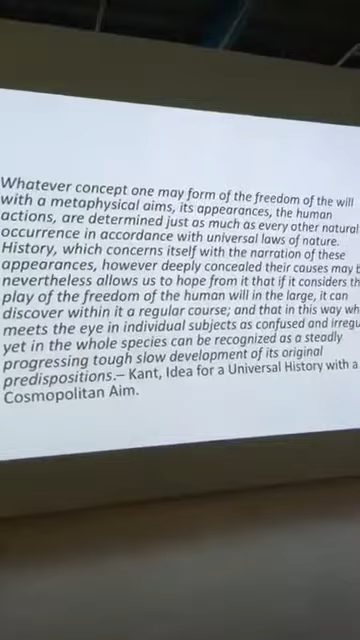 Whatever concept one may form of the freedom of the will
with a metaphysical aims, its appearances, the human
actions, are determined just as much as every other natural
occurrence in accordance with universal laws of nature.
History, which concerns itself with the narration of these
appearances, however deeply concealed their causes may b
nevertheless allows us to hope from it that if it considers th
play of the freedom of the human will in the large, it can
discover within it a regular course; and that in this way wh
meets the eye in individual subjects as confused and irregu
yet in the whole species can be recognized as a steadily
progressing tough slow development of its original
predispositions.– Kant, Idea for a Universal History with a
Cosmopolitan Aim.